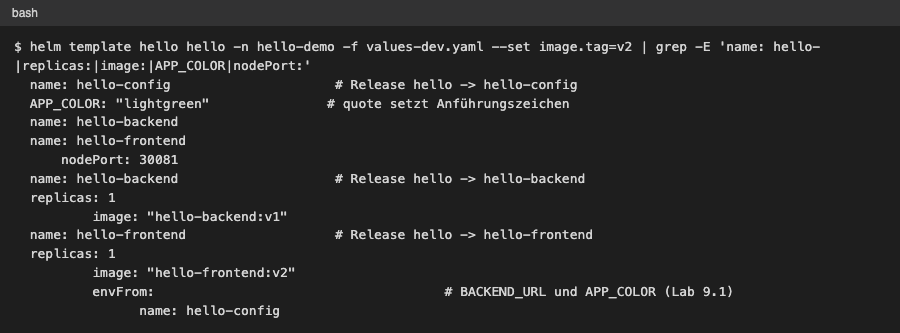 bash
$ helm template hello hello -n hello-demo -f values-dev.yaml --set image.tag=v2 | grep -E 'name: hello-
|replicas:|image:|APP_COLOR|nodePort:'
name: hello-config # Release hello -> hello-config
APP_COLOR: "lightgreen" # quote setzt Anführungszeichen
name: hello-backend
name: hello-frontend
nodePort: 30081
name: hello-backend # Release hello -> hello-backend
replicas: 1
image: "hello-backend:v1"
name: hello-frontend # Release hello -> hello-frontend
replicas: 1
image: "hello-frontend:v2"
envFrom: # BACKEND_URL und APP_COLOR (Lab 9.1)
name: hello-config